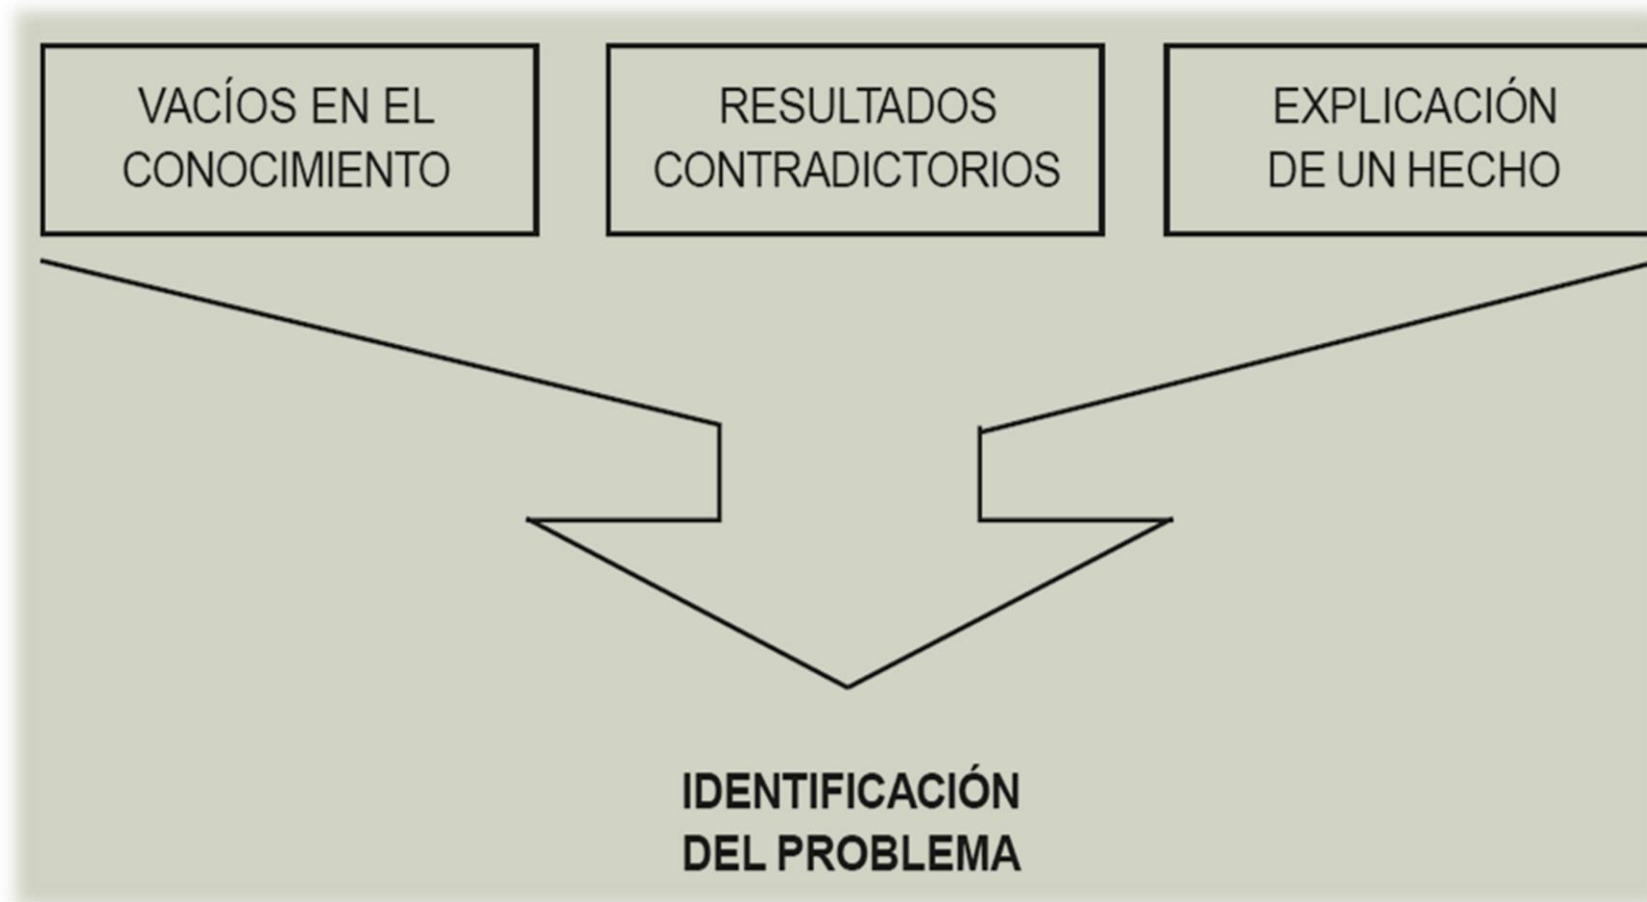 VACÍOS EN EL
CONOCIMIENTO
RESULTADOS
CONTRADICTORIOS
EXPLICACIÓN
DE UN HECHO
IDENTIFICACIÓN
DEL PROBLEMA